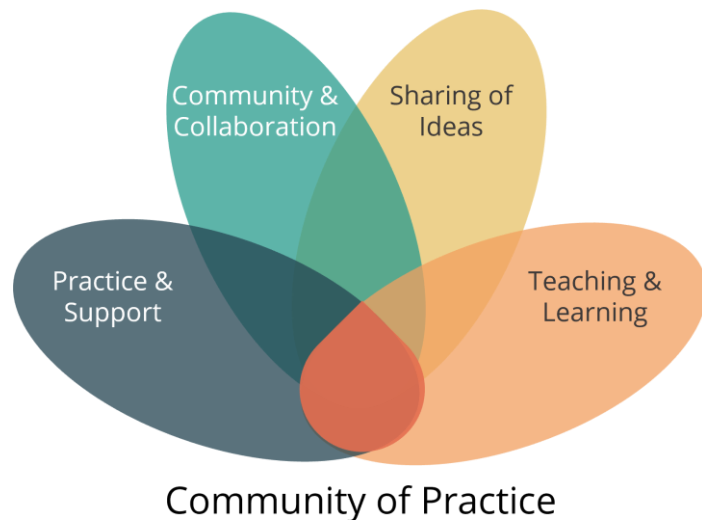 Community &
Collaboration
Sharing of
Ideas
Practice &
Support
Teaching &
Learning
Community of Practice